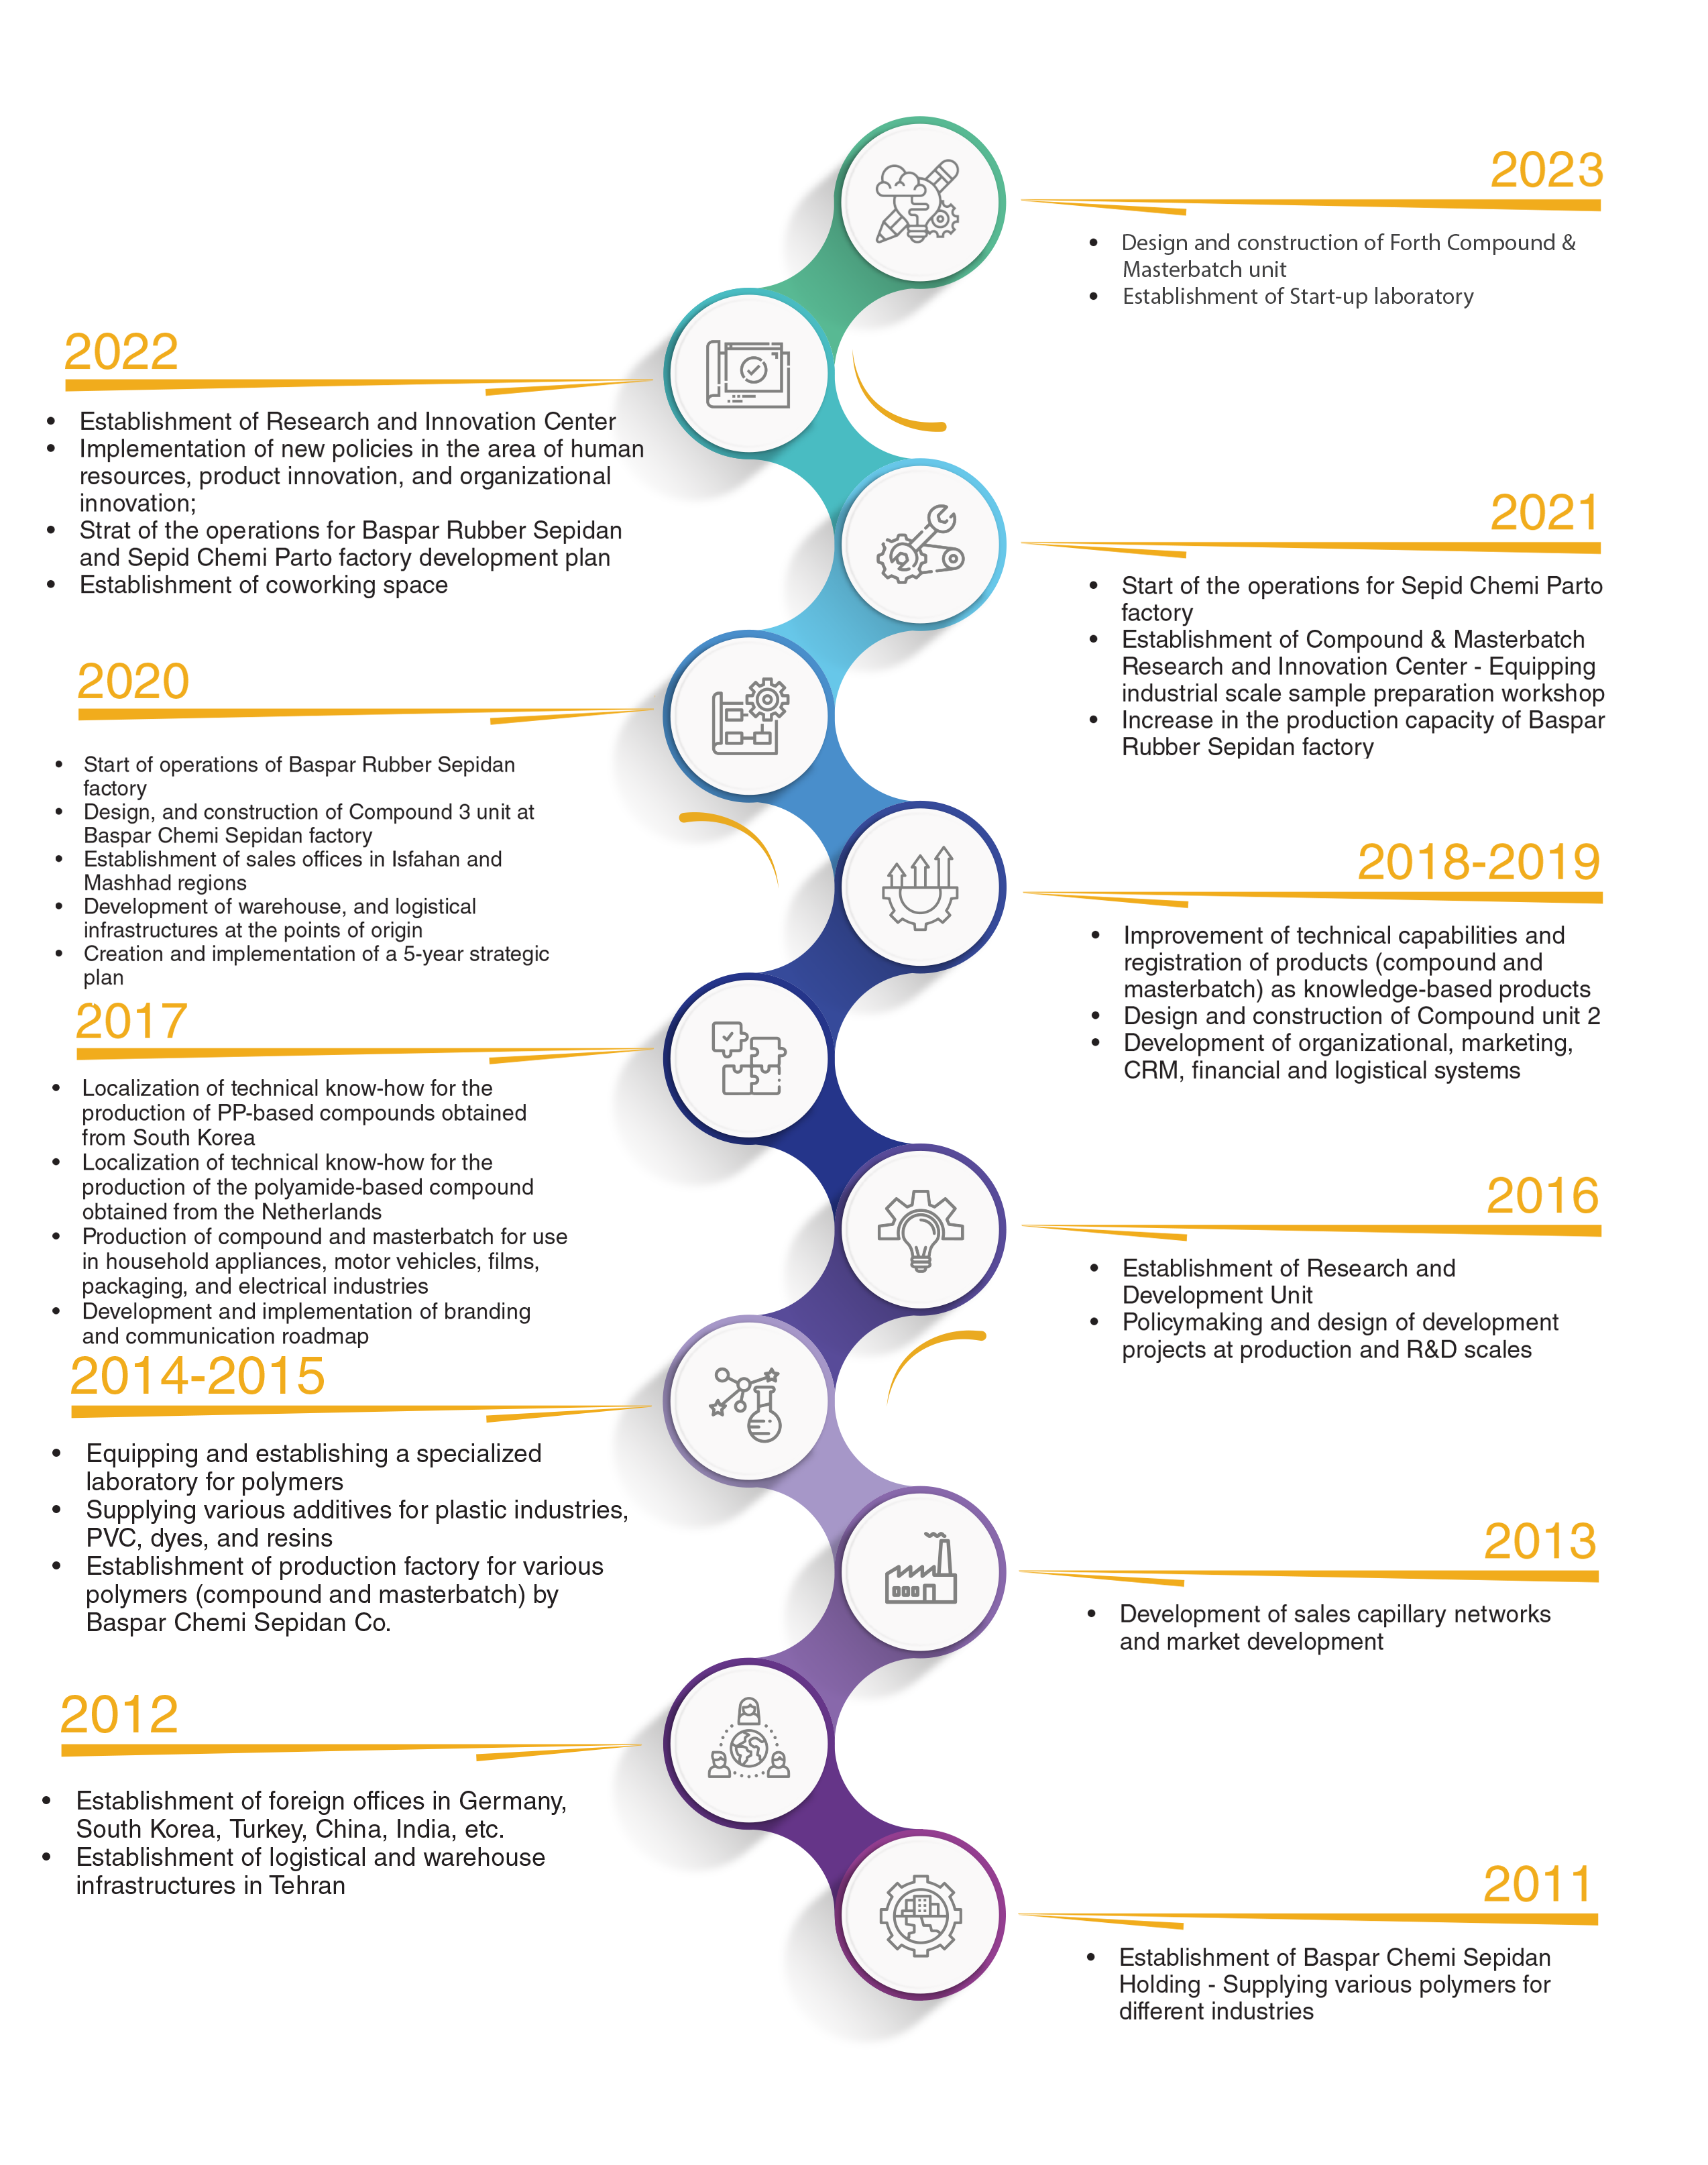 2023
• Design and construction of Forth Compound &
Masterbatch unit
• Establishment of Start-up laboratory
2022
• Establishment of Research and Innovation Center
• Implementation of new policies in the area of human
resources, product innovation, and organizational
innovation;
• Strat of the operations for Baspar Rubber Sepidan
and Sepid Chemi Parto factory development plan
• Establishment of coworking space
2021
• Start of the operations for Sepid Chemi Parto
factory
• Establishment of Compound & Masterbatch
Research and Innovation Center - Equipping
industrial scale sample preparation workshop
• Increase in the production capacity of Baspar
Rubber Sepidan factory
2020
• Start of operations of Baspar Rubber Sepidan
factory
• Design, and construction of Compound 3 unit at
Baspar Chemi Sepidan factory
• Establishment of sales offices in Isfahan and
Mashhad regions
• Development of warehouse, and logistical
infrastructures at the points of origin
• Creation and implementation of a 5-year strategic
plan
2018-2019
• Improvement of technical capabilities and
registration of products (compound and
masterbatch) as knowledge-based products
• Design and construction of Compound unit 2
• Development of organizational, marketing,
CRM, financial and logistical systems
2017
• Localization of technical know-how for the
production of PP-based compounds obtained
from South Korea
• Localization of technical know-how for the
production of the polyamide-based compound
obtained from the Netherlands
• Production of compound and masterbatch for use
in household appliances, motor vehicles, films,
packaging, and electrical industries
• Development and implementation of branding
and communication roadmap
2016
• Establishment of Research and
Development Unit
• Policymaking and design of development
projects at production and R&D scales
2014-2015
• Equipping and establishing a specialized
laboratory for polymers
• Supplying various additives for plastic industries,
PVC, dyes, and resins
• Establishment of production factory for various
polymers (compound and masterbatch) by
Baspar Chemi Sepidan Co.
2013
• Development of sales capillary networks
and market development
2012
• Establishment of foreign offices in Germany,
South Korea, Turkey, China, India, etc.
• Establishment of logistical and warehouse
infrastructures in Tehran
2011
• Establishment of Baspar Chemi Sepidan
Holding - Supplying various polymers for
different industries